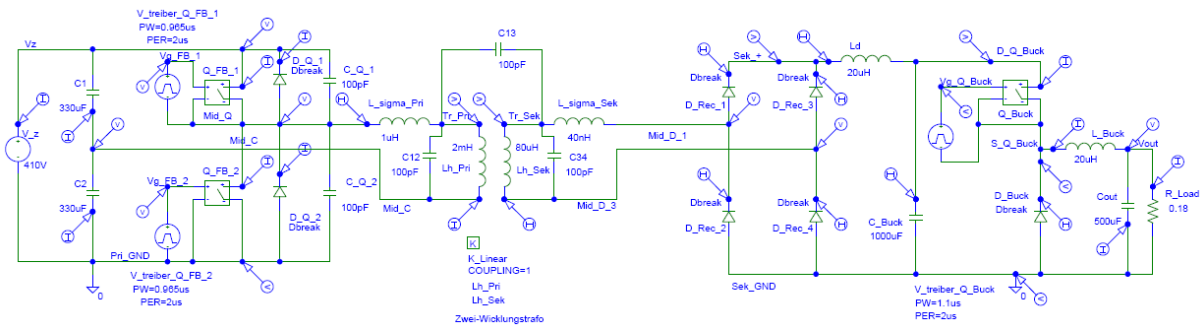 V_treiber_Q_FB_1
PW=0.965us
PER=2us
Vz
Vg_FB_1
Q_FB_1
D_Q_1
Dbreak
C_Q_1
100pF
C1
330uF
V_z
410V
Mid_Q
Mid_C
C2
330uF
Vg_FB_2
Q_FB_2
D_Q_2
Dbreak
C_Q_2
100pF
Pri_GND
0
V_treiber_Q_FB_2
PW=0.965us
PER=2us
L_sigma_Pri
1uH
Mid_C
C13
100pF
Tr_Pri
Tr_Sek
C12
100pF
2mH
Lh_Pri
80uH
Lh_Sek
C34
100pF
L_sigma_Sek
40nH
Mid_D_1
Mid_D_3
K
K_Linear
COUPLING=1
Lh_Pri
Lh_Sek
Zwei-Wicklungstrafo
Sek_+
Dbreak
D_Rec_1
Dbreak
D_Rec_3
Dbreak
D_Rec_2
Dbreak
D_Rec_4
Sek_GND
Ld
20uH
C_Buck
1000uF
D_Q_Buck
Vg_Q_Buck
Q_Buck
S_Q_Buck
L_Buck
20uH
Vout
D_Buck
Dbreak
Cout
500uF
R_Load
0.18
V_treiber_Q_Buck
PW=1.1us
PER=2us
0